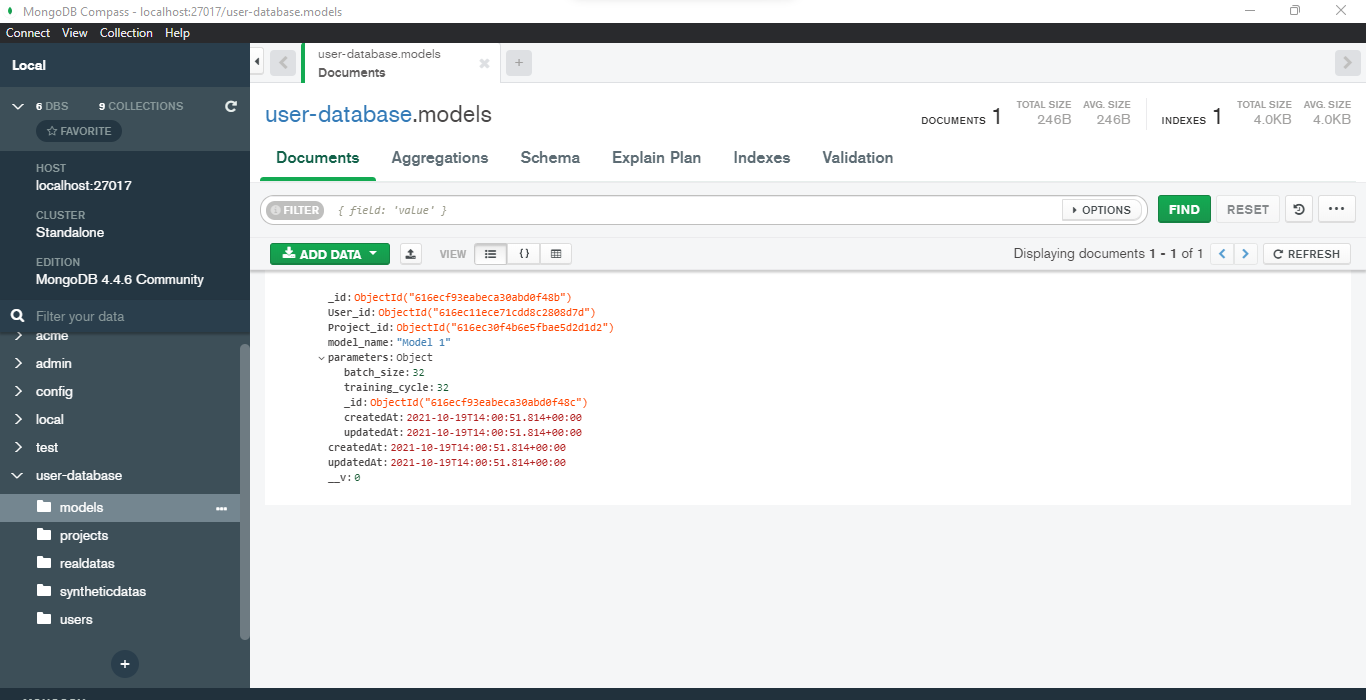 MongoDB Compass - localhost:27017/user-database.models
Connect View Collection Help
Local
6 DBS 9 COLLECTIONS
FAVORITE
HOST
localhost:27017
CLUSTER
Standalone
EDITION
MongoDB 4.4.6 Community
Filter your data
acme
admin
config
local
test
user-database
models
projects
realdatas
syntheticdatas
users
+
user-database.models
Documents
+
user-database.models
DOCUMENTS 1 TOTAL SIZE 246B AVG. SIZE 246B
INDEXES 1 TOTAL SIZE 4.0KB AVG. SIZE 4.0KB
Documents Aggregations Schema Explain Plan Indexes Validation
FILTER { field: 'value' } OPTIONS FIND RESET ...
ADD DATA VIEW {} Displaying documents 1 - 1 of 1 < > REFRESH
_id: ObjectId("616ecf93eabeca30abd0f48b")
User_id: ObjectId("616ec11ece71cdd8c2808d7d")
Project_id: ObjectId("616ec30f4b6e5fbae5d2d1d2")
model_name: "Model 1"
parameters: Object
batch_size: 32
training_cycle: 32
_id: ObjectId("616ecf93eabeca30abd0f48c")
createdAt: 2021-10-19T14:00:51.814+00:00
updatedAt: 2021-10-19T14:00:51.814+00:00
createdAt: 2021-10-19T14:00:51.814+00:00
updatedAt: 2021-10-19T14:00:51.814+00:00
__v: 0